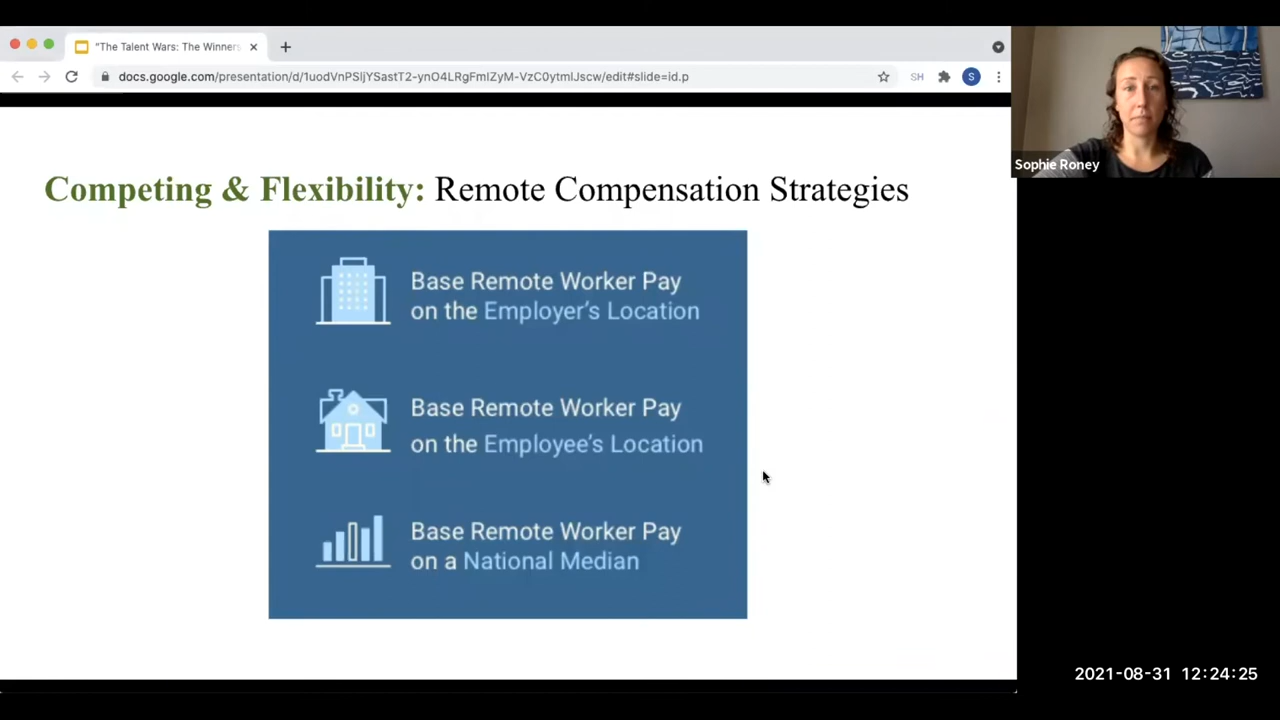 "The Talent Wars: The Winners
docs.google.com/presentation/d/1uodVnPSljYSastT2-ynO4LRgFmIZyM-VzC0ytmlJscw/edit#slide=id.p
SH
S
Sophie Roney
Competing & Flexibility: Remote Compensation Strategies
Base Remote Worker Pay
on the Employer's Location
Base Remote Worker Pay
on the Employee's Location
Base Remote Worker Pay
on a National Median
2021-08-31 12:24:25